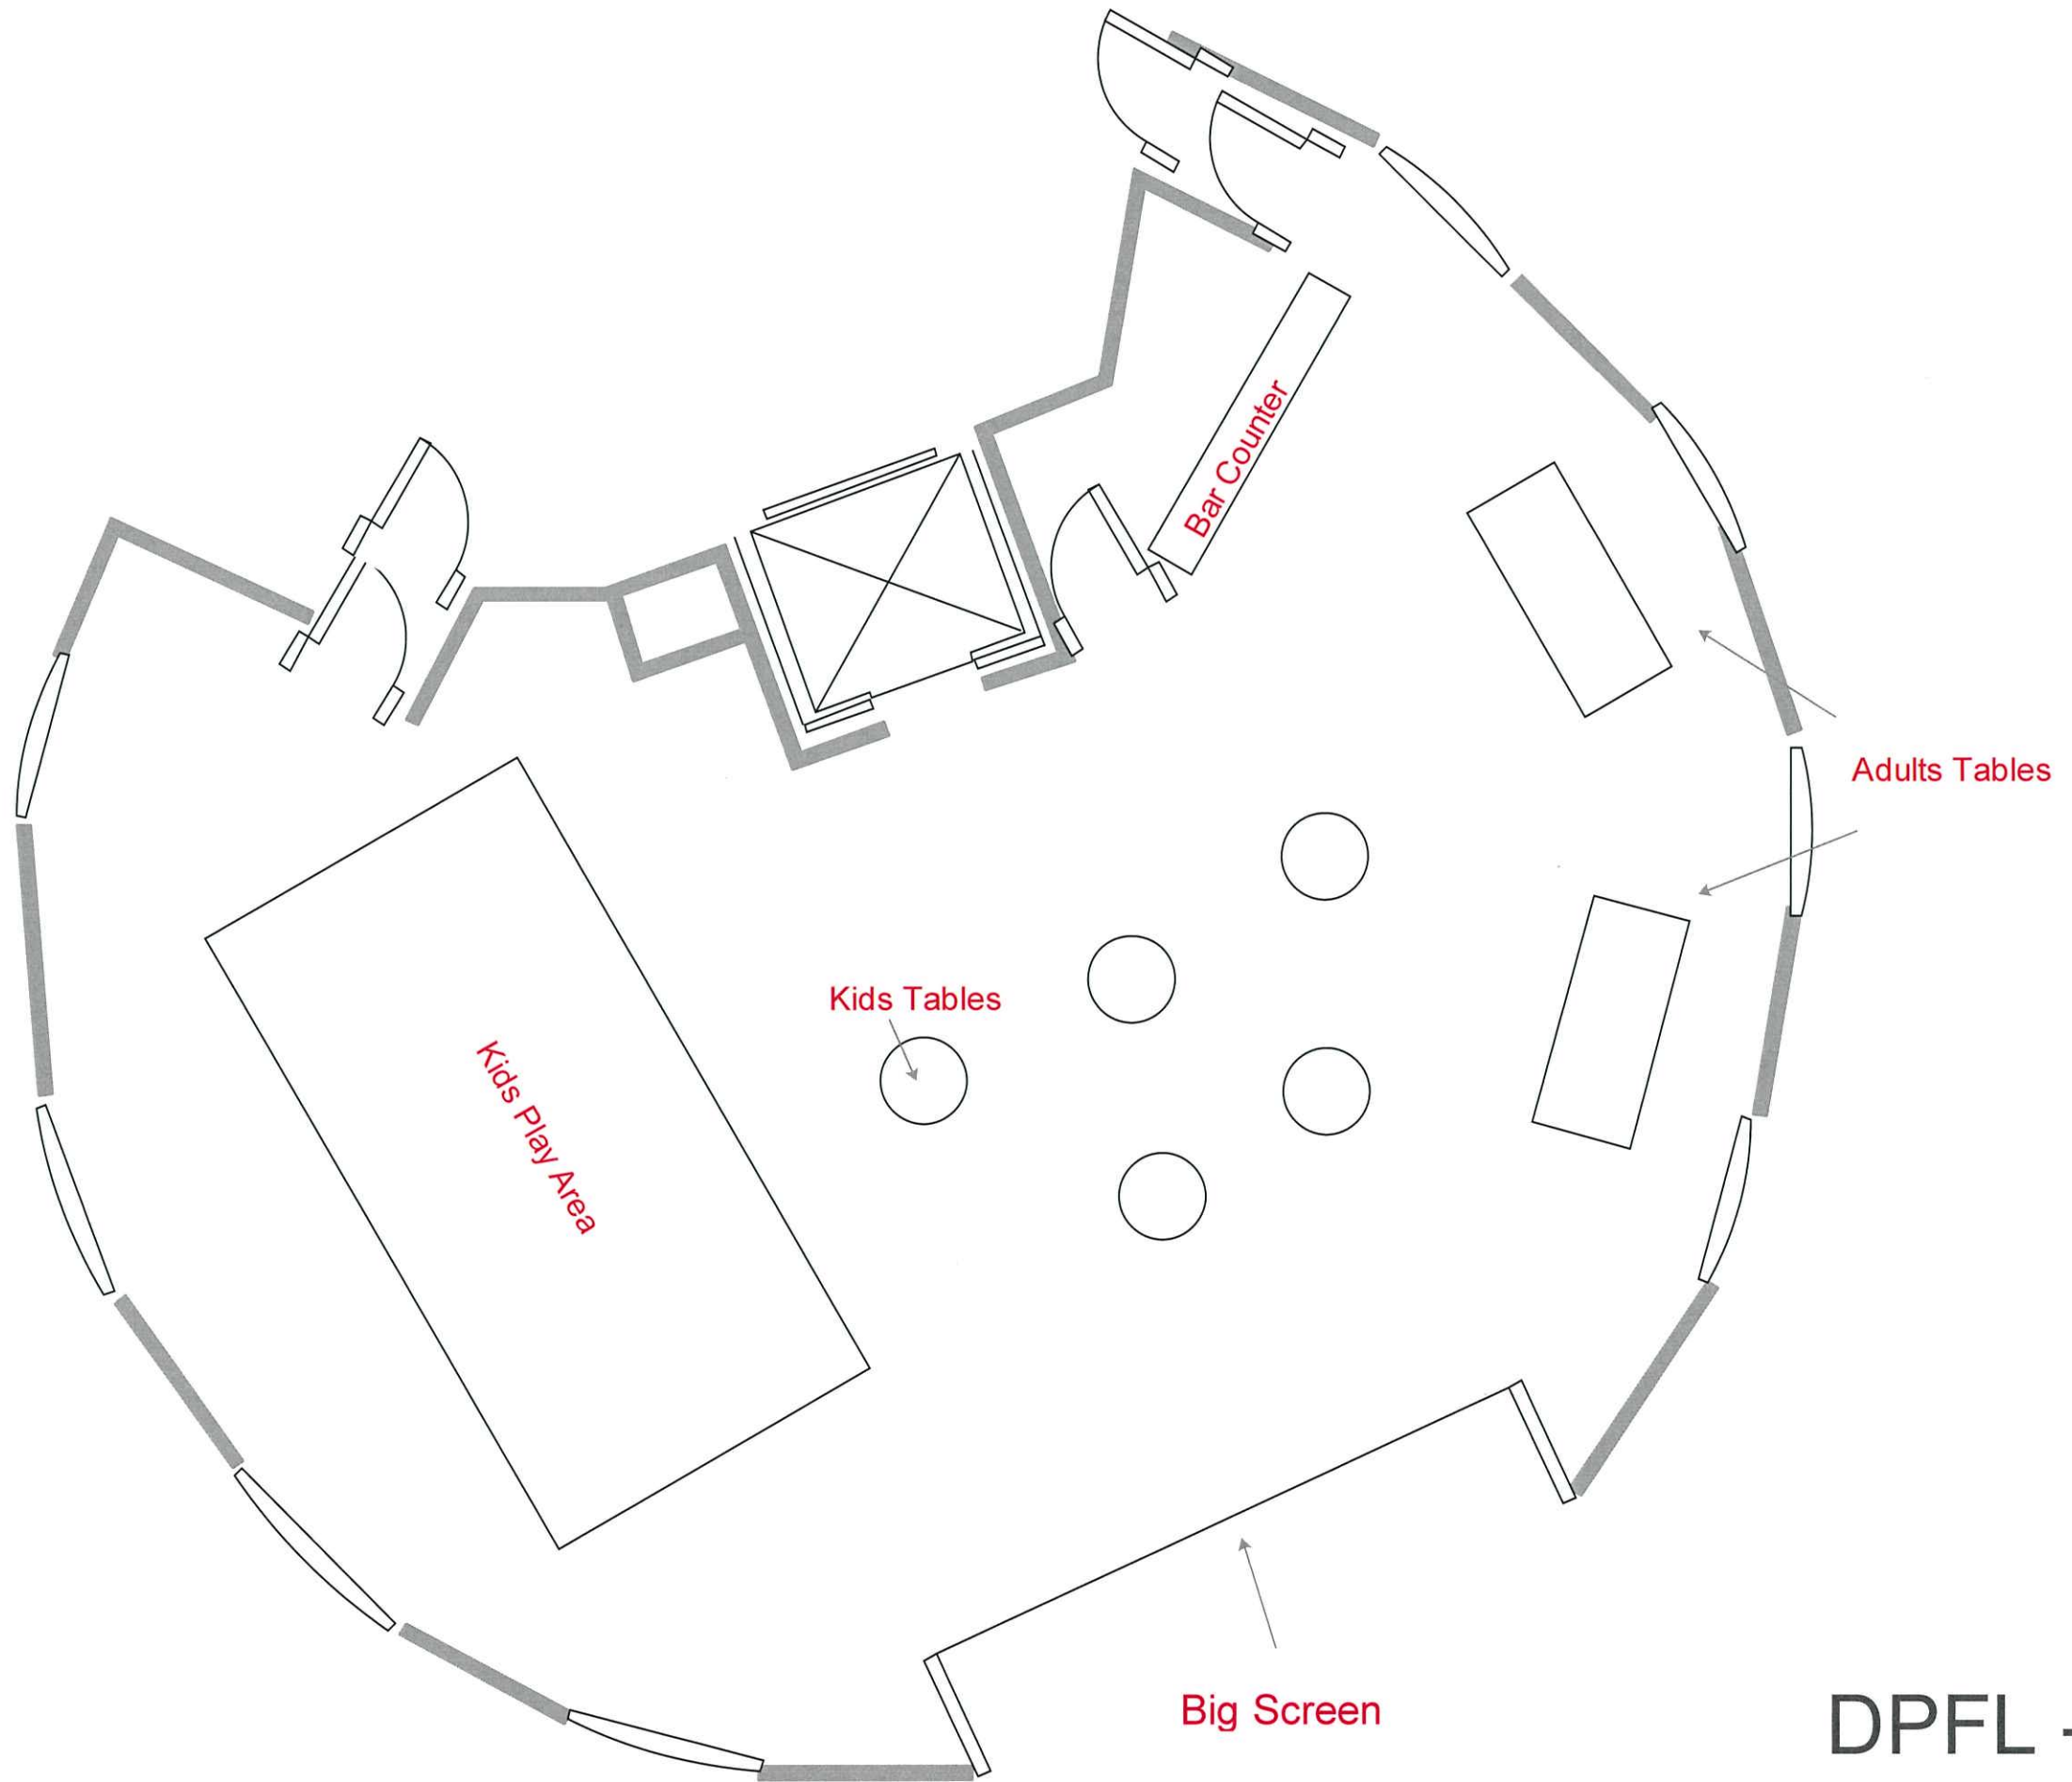 Bar Counter
Adults Tables
Kids Tables
Kids Play Area
Big Screen
DPFL -